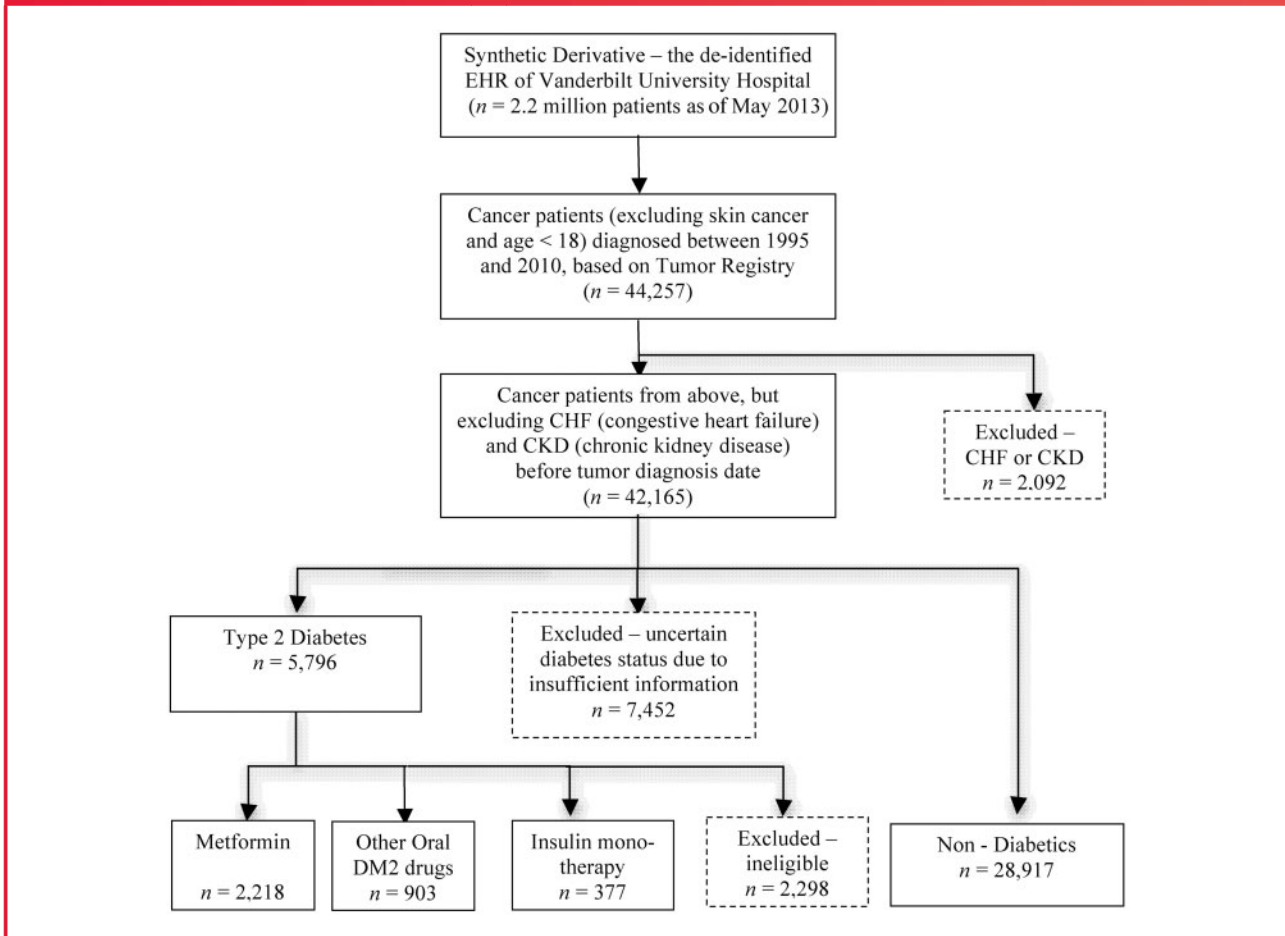 Synthetic Derivative – the de-identified
EHR of Vanderbilt University Hospital
(n = 2.2 million patients as of May 2013)
Cancer patients (excluding skin cancer
and age < 18) diagnosed between 1995
and 2010, based on Tumor Registry
(n = 44,257)
Cancer patients from above, but
excluding CHF (congestive heart failure)
and CKD (chronic kidney disease)
before tumor diagnosis date
(n = 42,165)
Excluded –
CHF or CKD
n = 2.092
Type 2 Diabetes
n = 5,796
Excluded – uncertain
diabetes status due to
insufficient information
n = 7,452
Metformin
n = 2,218
Other Oral
DM2 drugs
n = 903
Insulin mono-
therapy
n = 377
Excluded –
ineligible
n = 2,298
Non - Diabetics
n = 28,917